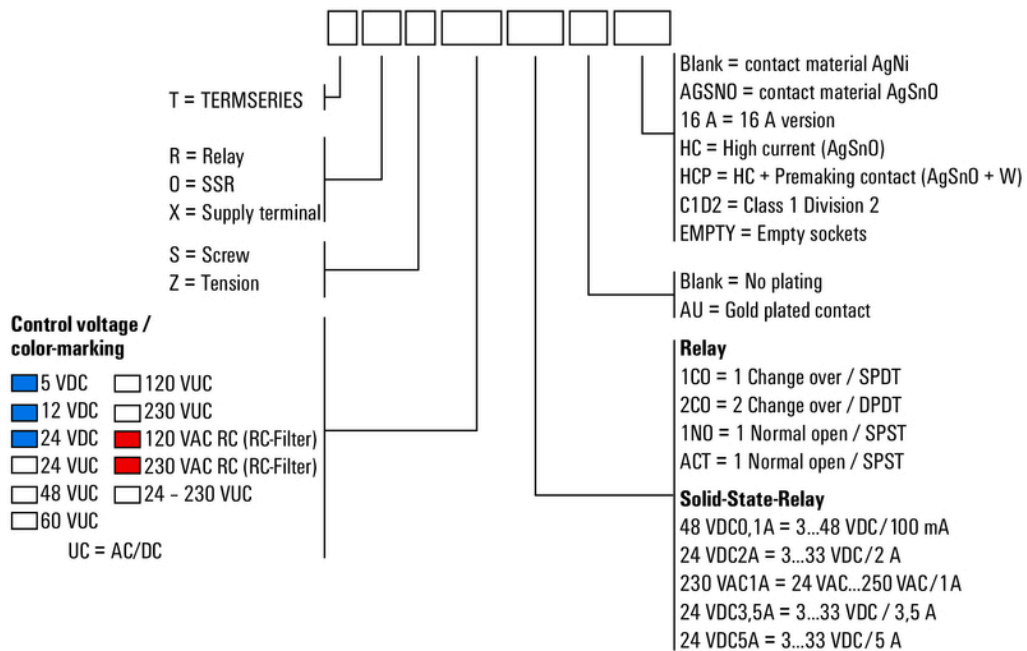 T = TERMSERIES
R = Relay
O = SSR
X = Supply terminal
S = Screw
Z = Tension
Control voltage /
color-marking
5 VDC
12 VDC
24 VDC
24 VUC
48 VUC
60 VUC
120 VUC
230 VUC
120 VAC RC (RC-Filter)
230 VAC RC (RC-Filter)
24 – 230 VUC
UC = AC/DC
Blank = contact material AgNi
AGSNO = contact material AgSnO
16 A = 16 A version
HC = High current (AgSnO)
HCP = HC + Premaking contact (AgSnO + W)
C1D2 = Class 1 Division 2
EMPTY = Empty sockets
Blank = No plating
AU = Gold plated contact
Relay
1CO = 1 Change over / SPDT
2CO = 2 Change over / DPDT
1NO = 1 Normal open / SPST
ACT = 1 Normal open / SPST
Solid-State-Relay
48 VDC0,1A = 3...48 VDC/100 mA
24 VDC2A = 3...33 VDC/2 A
230 VAC1A = 24 VAC...250 VAC/1A
24 VDC3,5A = 3...33 VDC / 3,5 A
24 VDC5A = 3...33 VDC/5 A